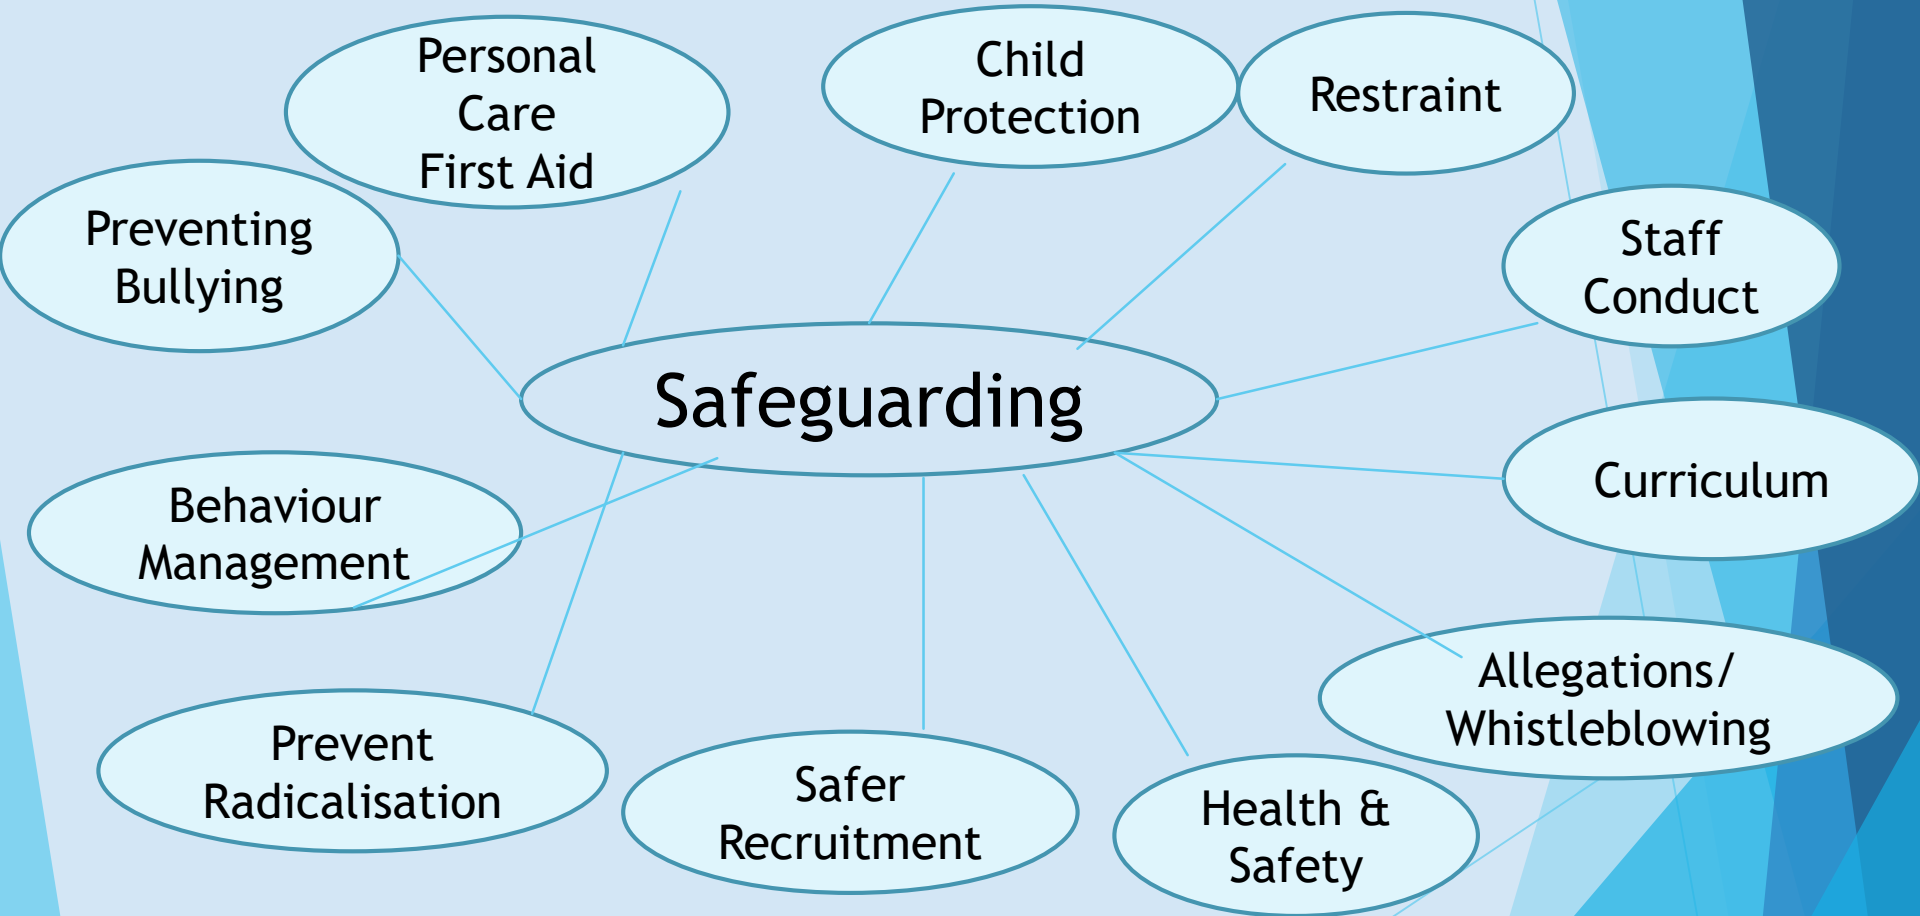 Personal
Care
First Aid
Child
Protection
Restraint
Preventing
Bullying
Staff
Conduct
Safeguarding
Curriculum
Behaviour
Management
Allegations/
Whistleblowing
Prevent
Radicalisation
Safer
Recruitment
Health &
Safety